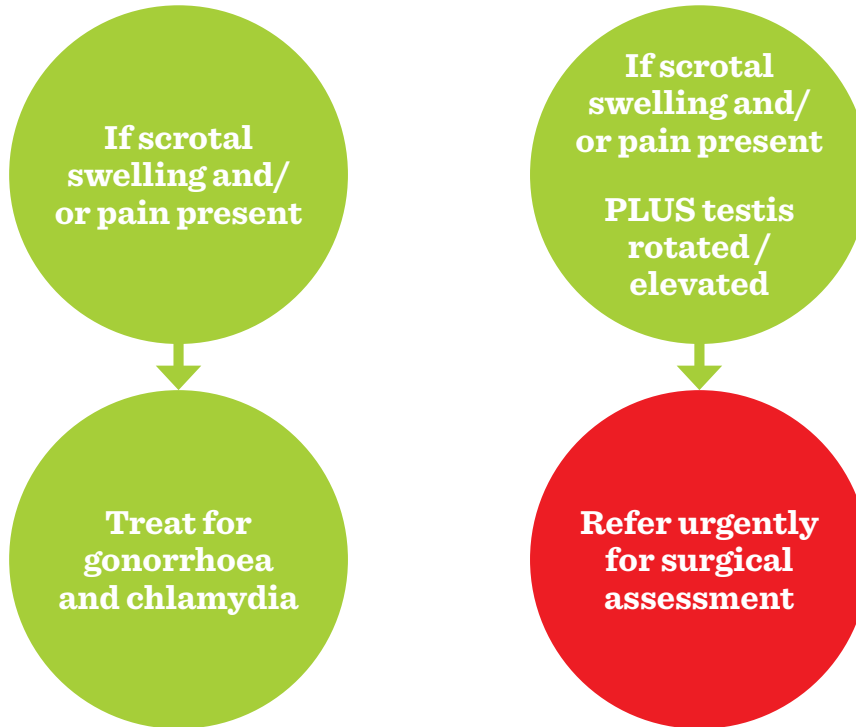 If scrotal
swelling and/
or pain present
Treat for
gonorrhoea
and chlamydia
If scrotal
swelling and/
or pain present
PLUS testis
rotated /
elevated
Refer urgently
for surgical
assessment